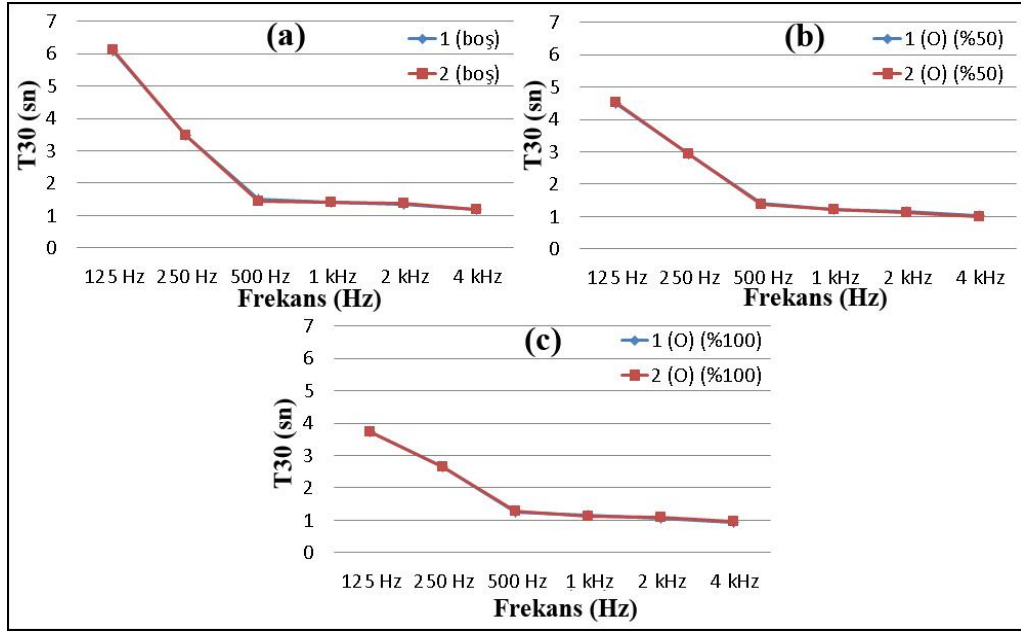 (a)
1 (boş)
2 (boş)
T30 (sn)
7
6
5
4
3
2
1
0
125 Hz 250 Hz 500 Hz 1 kHz 2 kHz 4 kHz
Frekans (Hz)
(b)
1 (O) (%50)
2 (O) (%50)
T30 (sn)
7
6
5
4
3
2
1
0
125 Hz 250 Hz 500 Hz 1 kHz 2 kHz 4 kHz
Frekans (Hz)
(c)
1 (O) (%100)
2 (O) (%100)
T30 (sn)
7
6
5
4
3
2
1
0
125 Hz 250 Hz 500 Hz 1 kHz 2 kHz 4 kHz
Frekans (Hz)